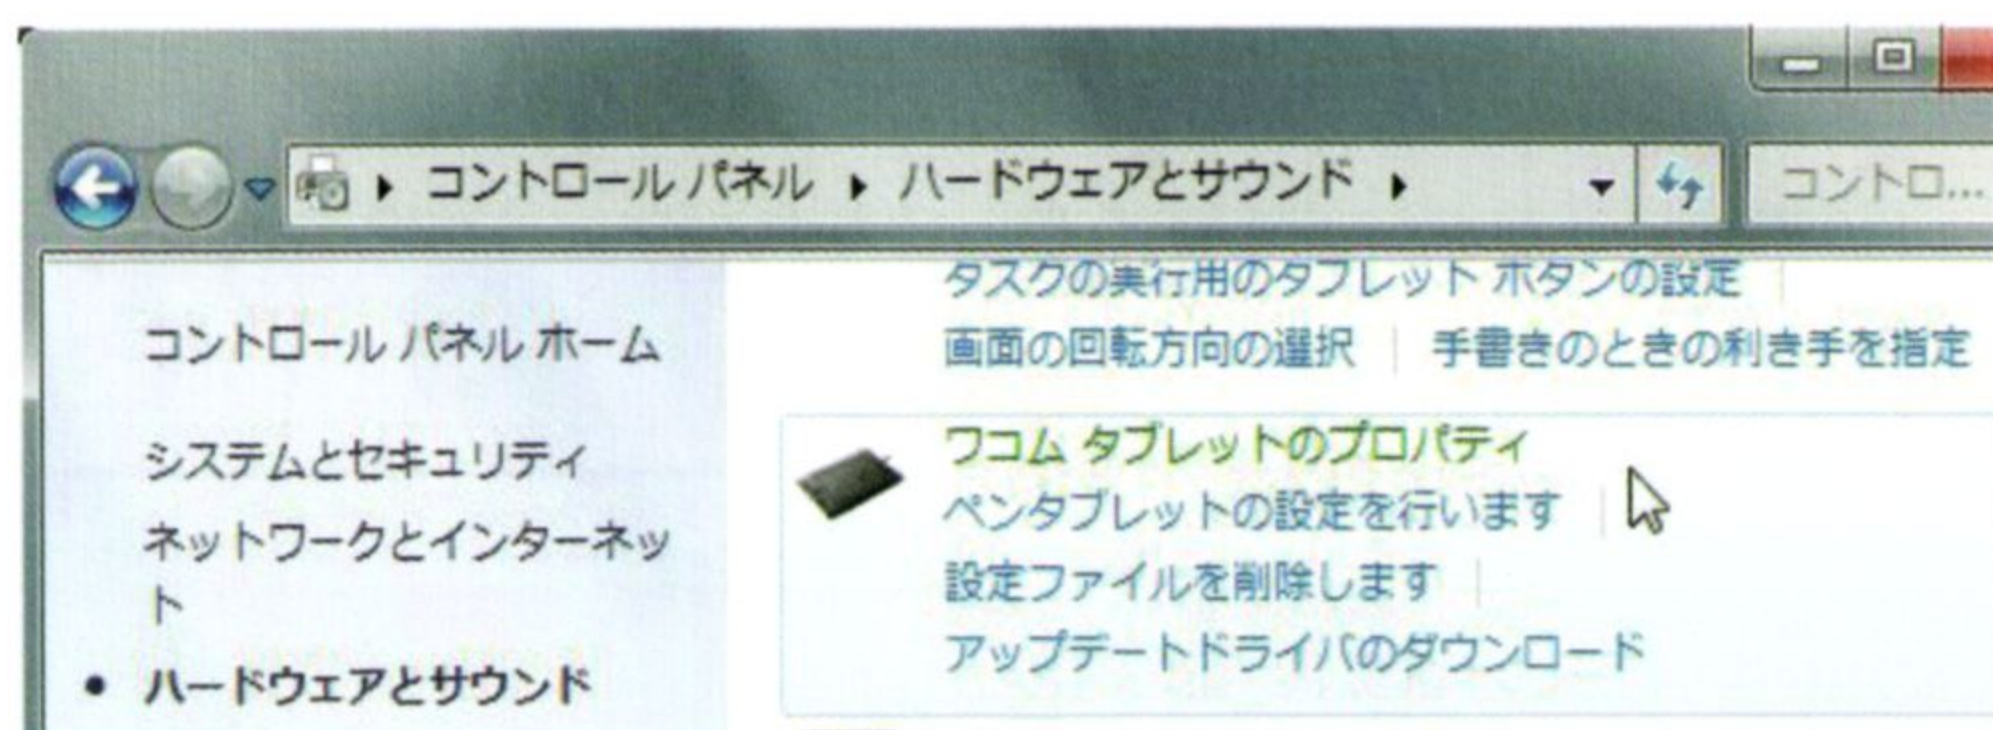 コントロール パネル ハードウェアとサウンド コントロ...
タスクの実行用のタブレット ボタンの設定
画面の回転方向の選択 手書きのときの利き手を指定
コントロール パネル ホーム
システムとセキュリティ
ネットワークとインターネッ
ト
ハードウェアとサウンド
ワコム タブレットのプロパティ
ペンタブレットの設定を行います
設定ファイルを削除します
アップデートドライバのダウンロード